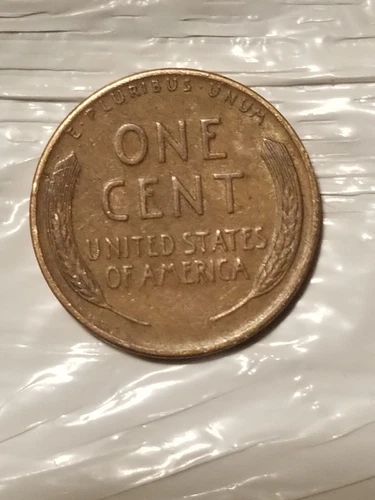 E · PLURIBUS · UNUM
ONE
CENT
UNITED STATES
OF AMERICA